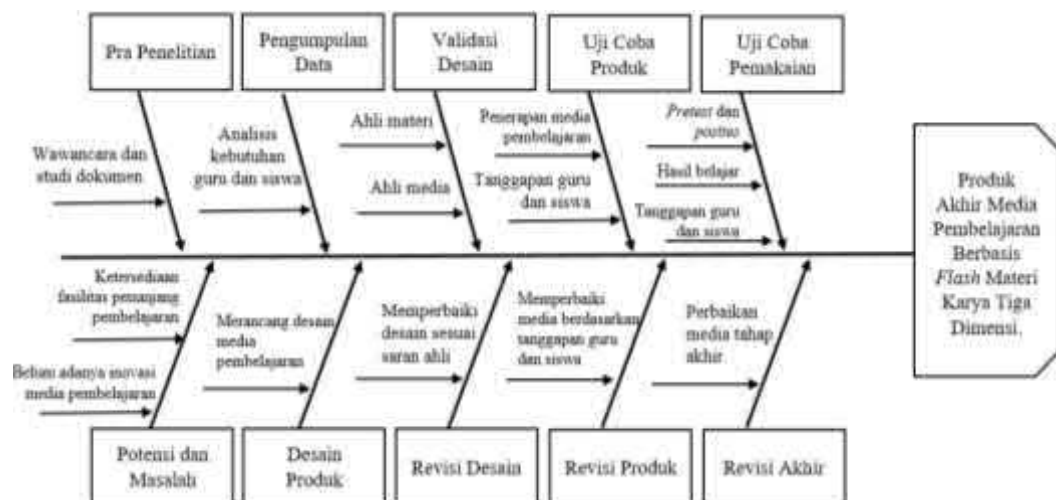 Pra Penelitian
Pengumpulan
Data
Validasi
Desain
Uji Coba
Produk
Uji Coba
Pemakaian
Wawancara dan
studi dokumen
Analisis
kebutuhan
guru dan siswa
Ahli materi
Ahli media
Penerapan media
pembelajaran
Tanggapan guru
dan siswa
Pretest dan
Hasil belajar
Tanggapan guru
dan siswa
Produk
Akhir Media
Pembelajaran
Berbasis
Flash Materi
Karya Tiga
Dimensi.
Ketersediaan
fasilitas penunjang
pembelajaran
Belum adanya inovasi
media pembelajaran
Merancang desain
media
pembelajaran
Memperbaiki
desain sesuai
saran ahli
Memperbaiki
media berdasarkan
tanggapan guru
dan siswa
Perbaikan
media tahap
akhir
Potensi dan
Masalah
Desain
Produk
Revisi Desain
Revisi Produk
Revisi Akhir